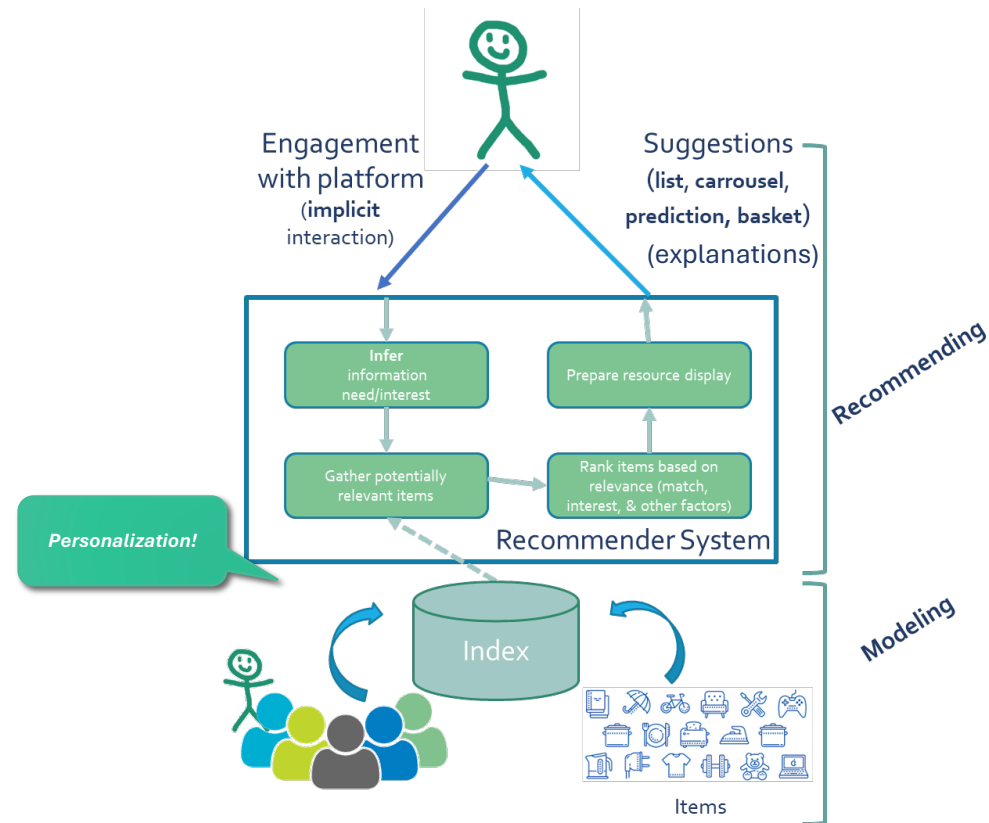 Engagement
with platform
(implicit
interaction)
Suggestions
(list, carrousel,
prediction, basket)
(explanations)
Infer
information
need/interest
Prepare resource display
Gather potentially
relevant items
Rank items based on
relevance (match,
interest, & other factors)
Recommender System
Recommending
Personalization!
Index
Modeling
Items